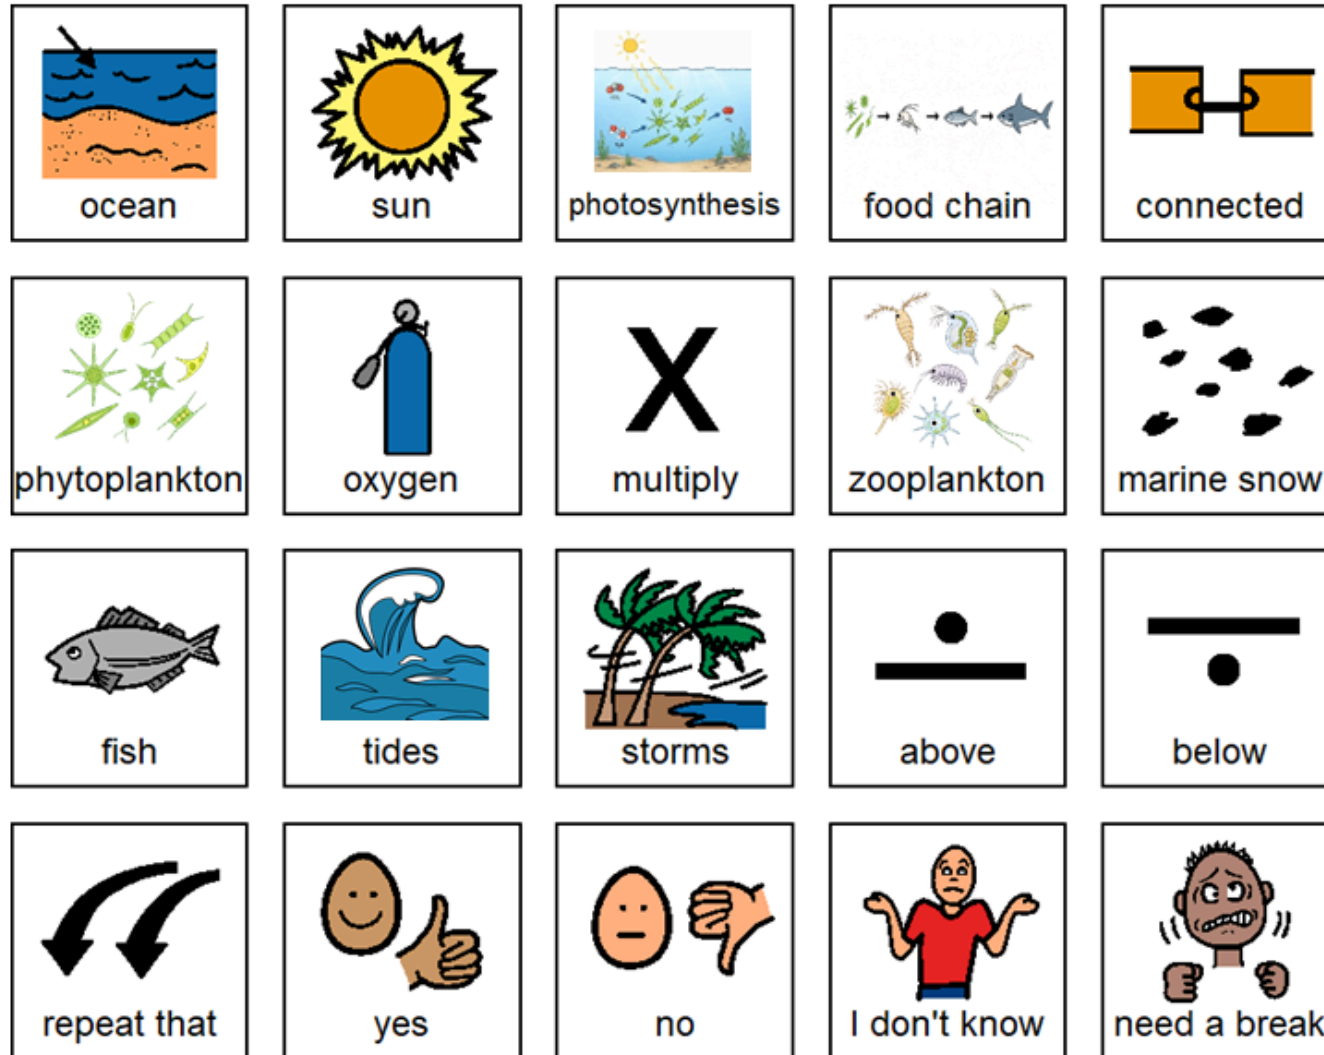 ocean
sun
photosynthesis
food chain
connected
phytoplankton
oxygen
X
multiply
zooplankton
marine snow
fish
tides
storms
above
below
repeat that
yes
no
I don't know
need a break